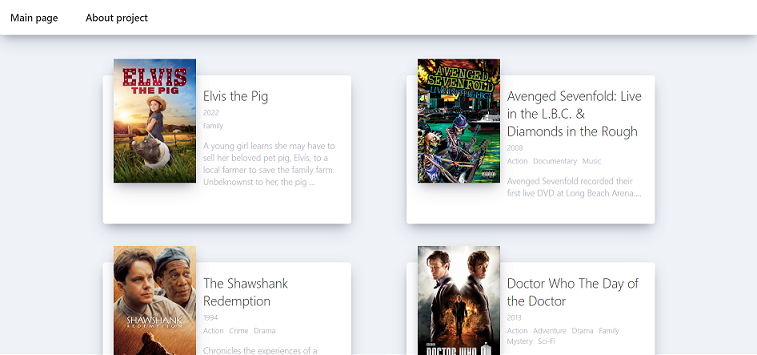 Main page
About project
ELVIS
THE PIG
Elvis the Pig
2022
Family
A young girl learns she may have to
sell her beloved pet pig, Elvis, to a
local farmer to save the family farm.
Unbeknownst to her, the pig ...
AVENGED
SEVENFOLD
Avenged Sevenfold: Live
in the L.B.C. &
Diamonds in the Rough
2008
Action Documentary Music
Avenged Sevenfold recorded their
first live DVD at Long Beach Arena....
SHAWSHANK
REDEMPTION
The Shawshank
Redemption
1994
Action Crime Drama
Chronicles the experiences of a
DOCTOR WHO
Doctor Who The Day of
the Doctor
2013
Action Adventure Drama Family
Mystery Sci-Fi